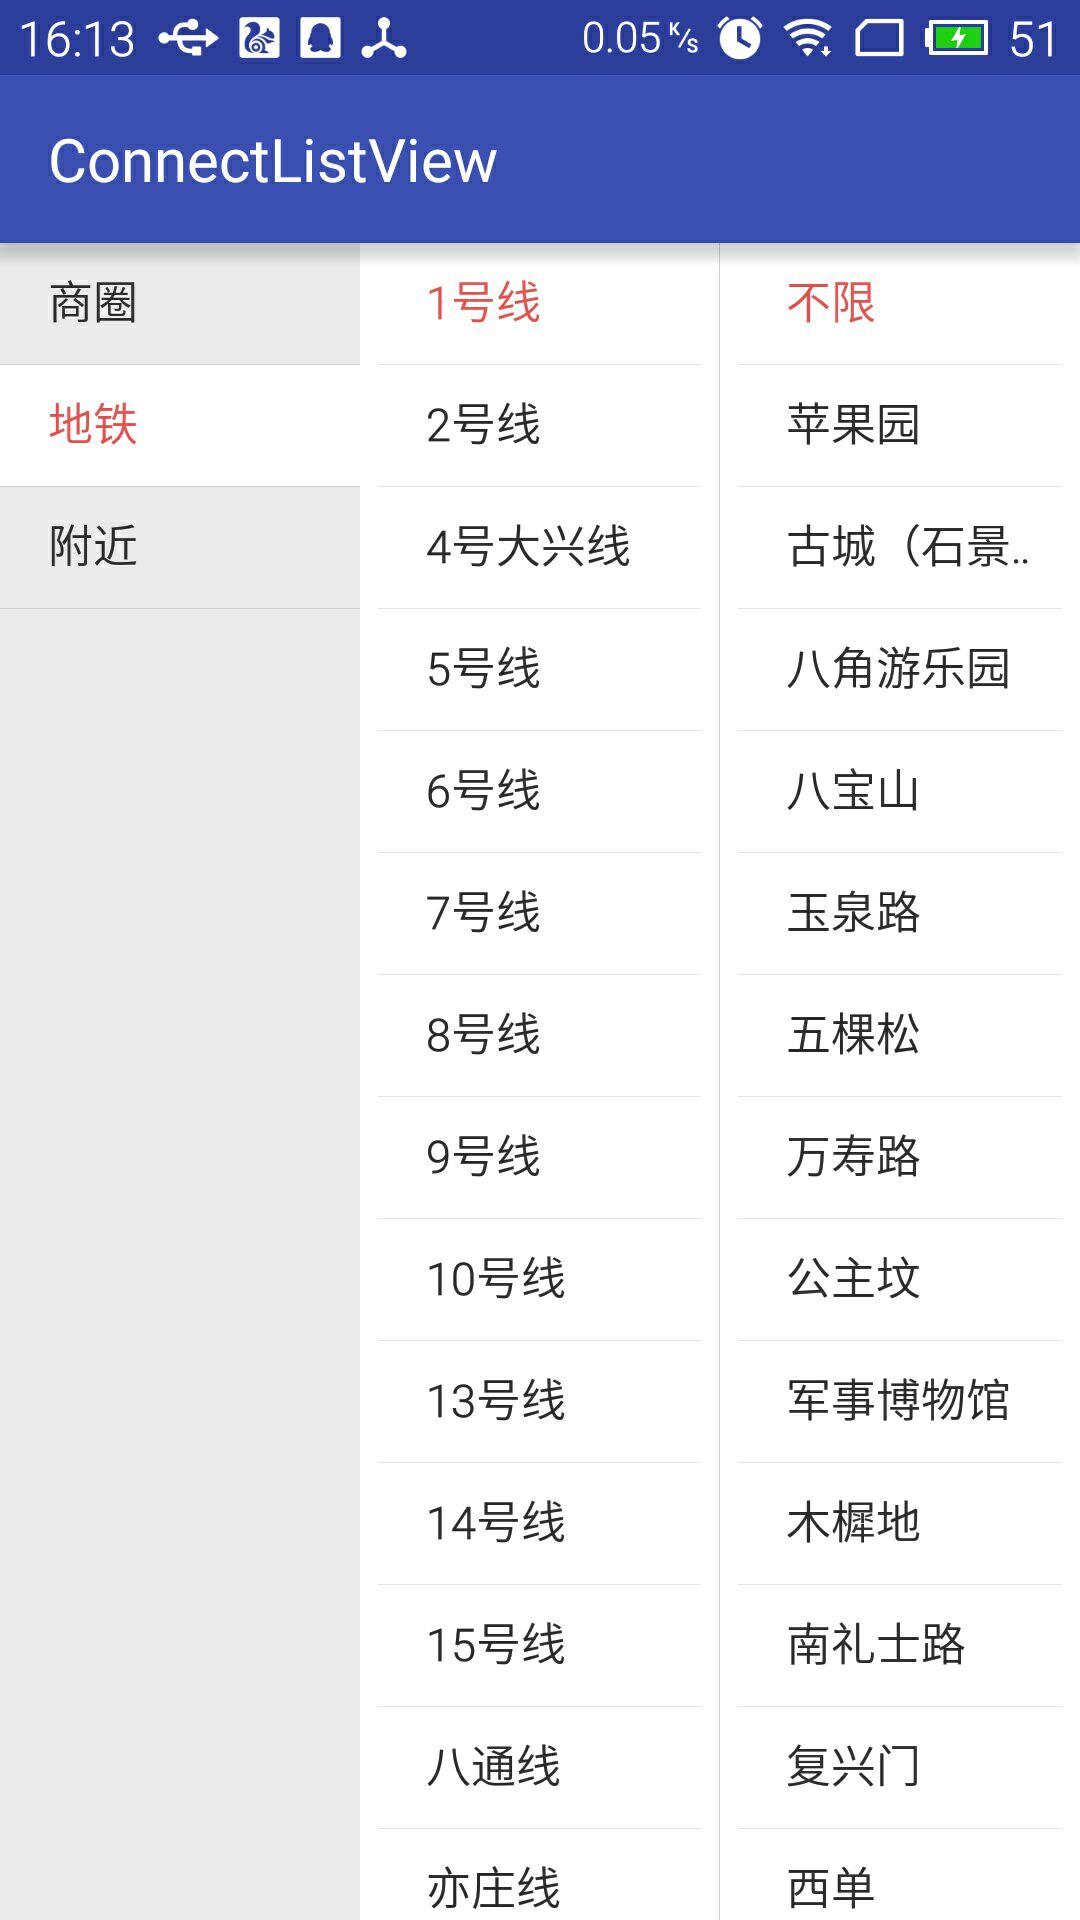 16:13 0.05 K/s 51
ConnectListView
商圈
地铁
附近
1号线
2号线
4号大兴线
5号线
6号线
7号线
8号线
9号线
10号线
13号线
14号线
15号线
八通线
亦庄线
不限
苹果园
古城（石景..
八角游乐园
八宝山
玉泉路
五棵松
万寿路
公主坟
军事博物馆
木樨地
南礼士路
复兴门
西单